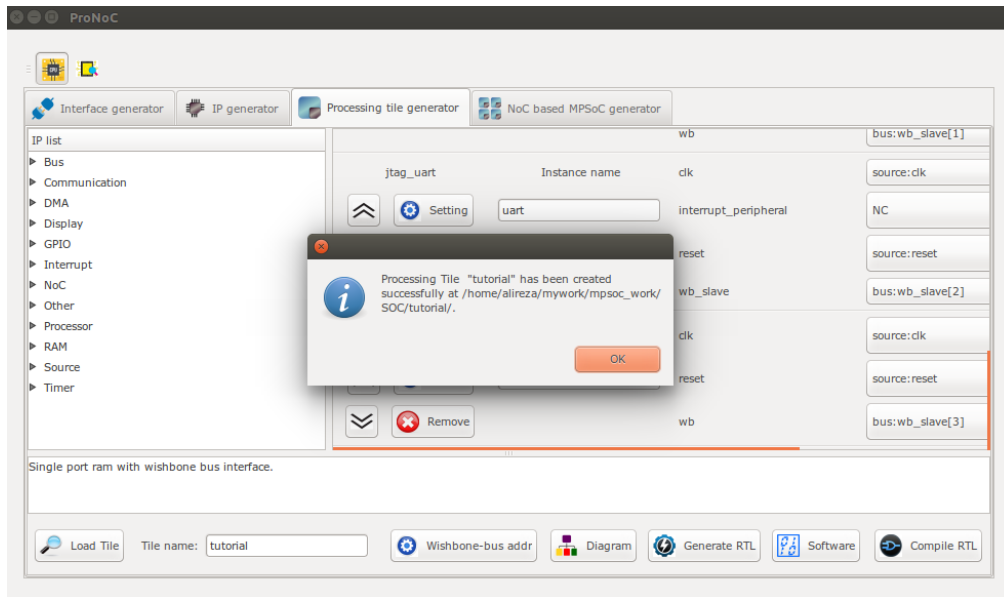 ProNoC
Interface generator
IP generator
Processing tile generator
NoC based MPSoC generator
IP list
Bus
Communication
DMA
Display
GPIO
Interrupt
NoC
Other
Processor
RAM
Source
Timer
wb
bus:wb_slave[1]
jtag_uart
Instance name
clk
source:clk
Setting
uart
interrupt_peripheral
NC
reset
source:reset
wb_slave
bus:wb_slave[2]
Processing Tile "tutorial" has been created
successfully at /home/alireza/mywork/mpsoc_work/
SOC/tutorial/.
OK
clk
source:clk
reset
source:reset
Remove
wb
bus:wb_slave[3]
Single port ram with wishbone bus interface.
Load Tile
Tile name:
tutorial
Wishbone-bus addr
Diagram
Generate RTL
Software
Compile RTL